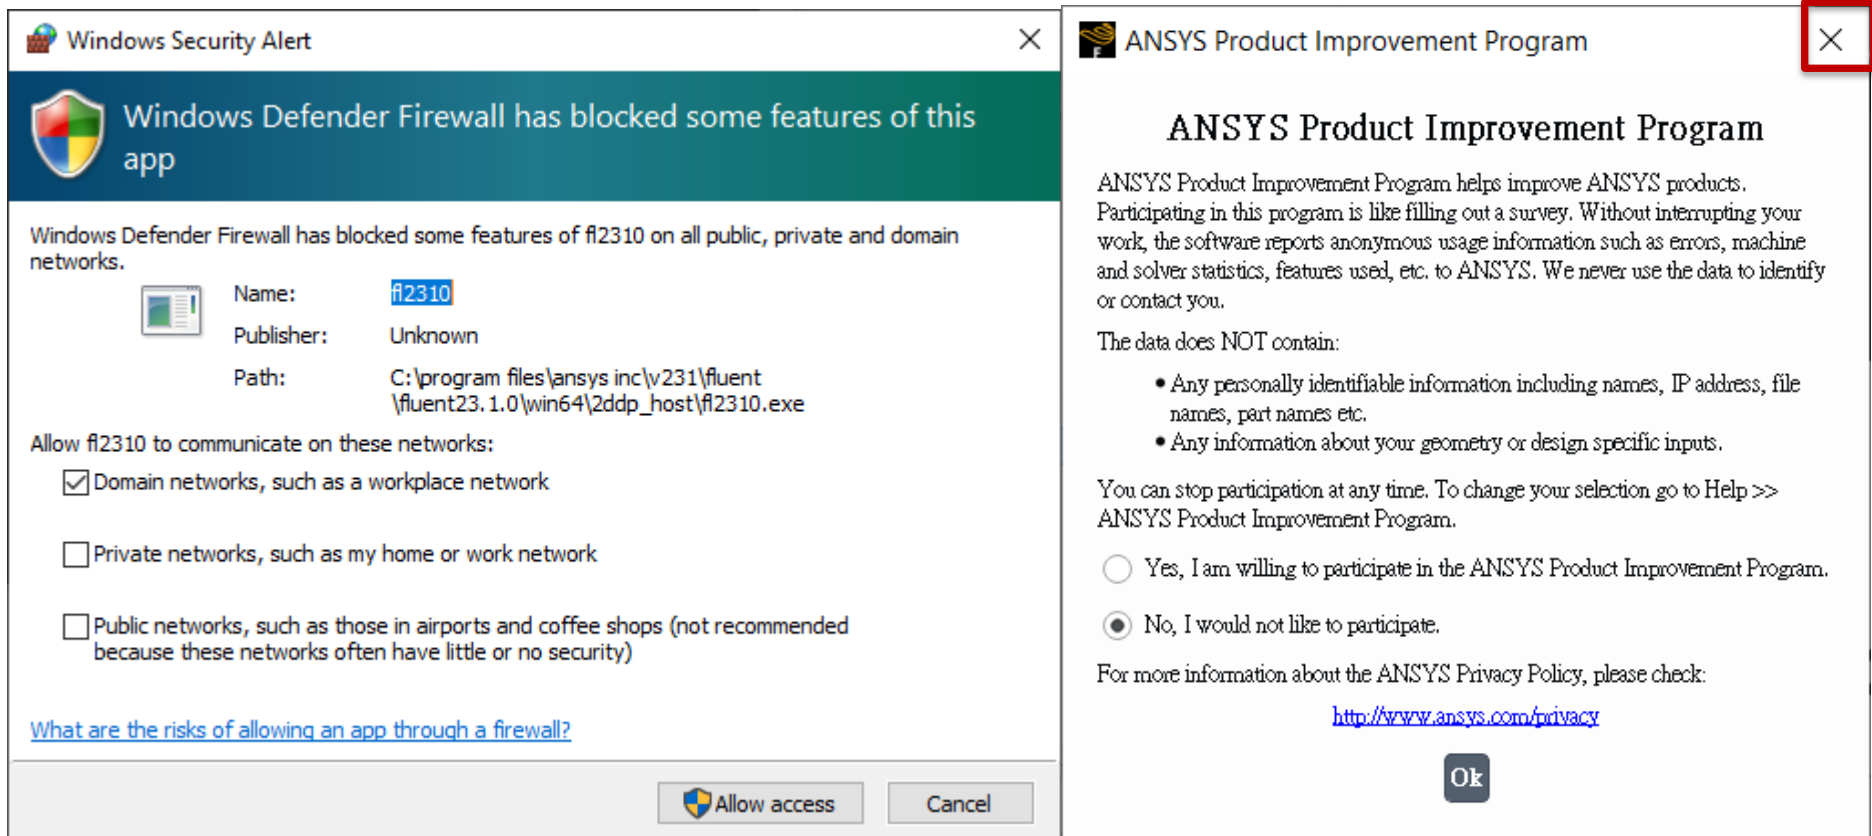 Windows Security Alert
Windows Defender Firewall has blocked some features of this
app
Windows Defender Firewall has blocked some features of fl2310 on all public, private and domain
networks.
Name: fl2310
Publisher: Unknown
Path: C:\program files\ansys inc\v231\fluent
\fluent23.1.0\win64\2ddp_host\fl2310.exe
Allow fl2310 to communicate on these networks:
Domain networks, such as a workplace network
Private networks, such as my home or work network
Public networks, such as those in airports and coffee shops (not recommended
because these networks often have little or no security)
What are the risks of allowing an app through a firewall?
Allow access
Cancel
F
ANSYS Product Improvement Program
ANSYS Product Improvement Program
ANSYS Product Improvement Program helps improve ANSYS products.
Participating in this program is like filling out a survey. Without interrupting your
work, the software reports anonymous usage information such as errors, machine
and solver statistics, features used, etc. to ANSYS. We never use the data to identify
or contact you.
The data does NOT contain:
• Any personally identifiable information including names, IP address, file
names, part names etc.
• Any information about your geometry or design specific inputs.
You can stop participation at any time. To change your selection go to Help >>
ANSYS Product Improvement Program.
Yes, I am willing to participate in the ANSYS Product Improvement Program.
No, I would not like to participate.
For more information about the ANSYS Privacy Policy, please check:
http://www.ansys.com/privacy
Ok